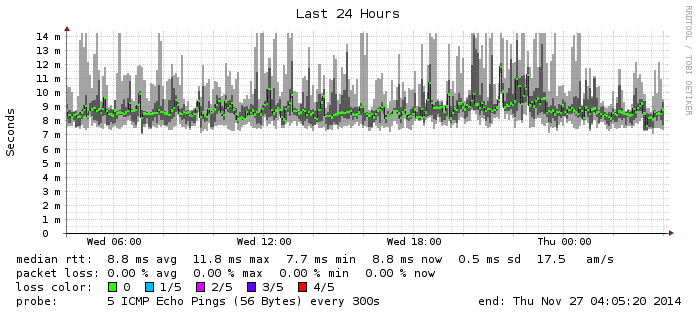 Last 24 Hours
RRDTOOL / TOBI OETIKER
Seconds
14 m
13 m
12 m
11 m
10 m
9 m
8 m
7 m
6 m
5 m
4 m
3 m
2 m
1 m
0
Wed 06:00 Wed 12:00 Wed 18:00 Thu 00:00
median rtt: 8.8 ms avg 11.8 ms max 7.7 ms min 8.8 ms now 0.5 ms sd 17.5 am/s
packet loss: 0.00 % avg 0.00 % max 0.00 % min 0.00 % now
loss color: 0 1/5 2/5 3/5 4/5
probe: 5 ICMP Echo Pings (56 Bytes) every 300s end: Thu Nov 27 04:05:20 2014